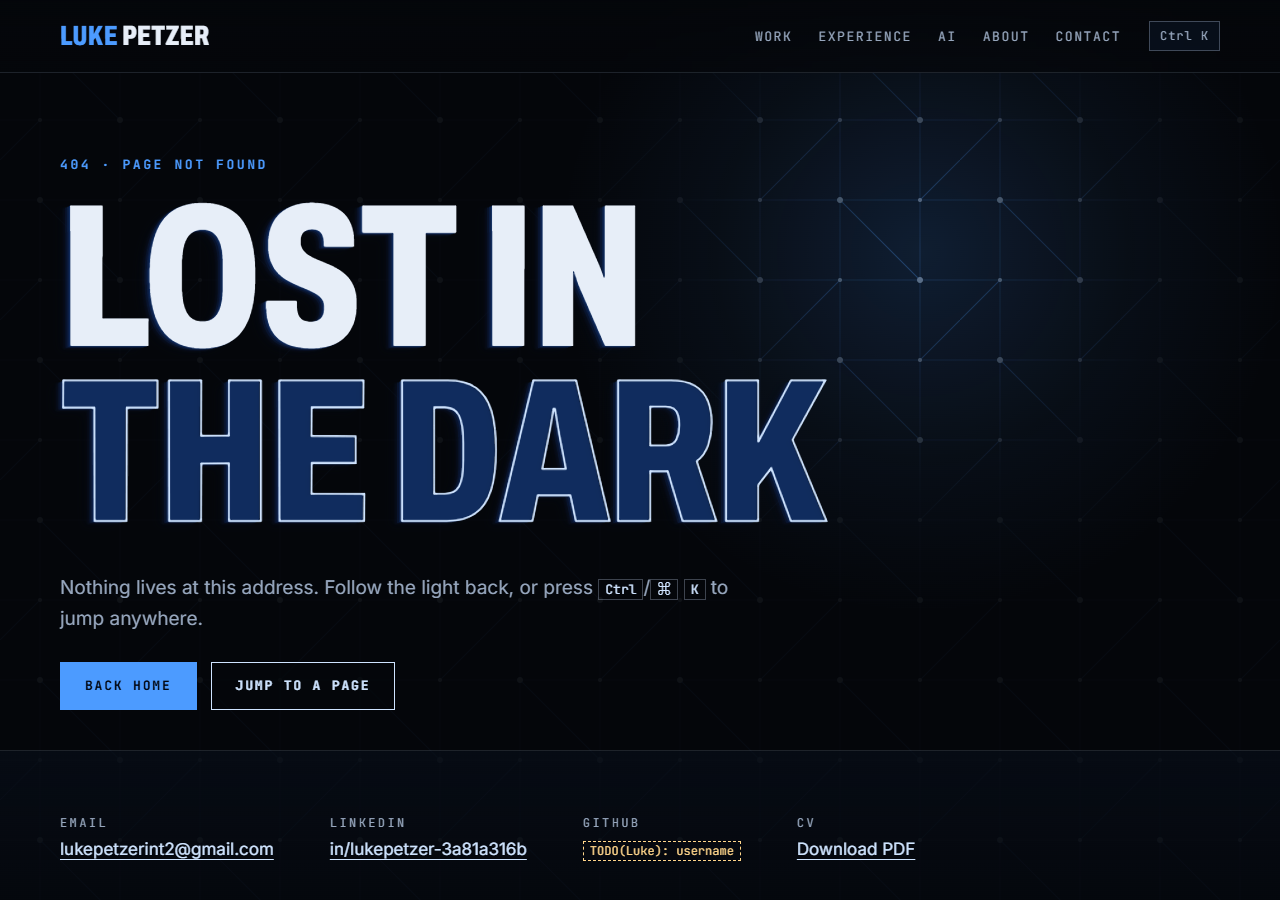 LUKE PETZER
WORK EXPERIENCE AI ABOUT CONTACT Ctrl K
404 · PAGE NOT FOUND
LOST IN
THE DARK
Nothing lives at this address. Follow the light back, or press Ctrl/⌘ K to
jump anywhere.
BACK HOME JUMP TO A PAGE
EMAIL LINKEDIN GITHUB CV
lukepetzerint2@gmail.com in/lukepetzer-3a81a316b TODO(Luke): username Download PDF